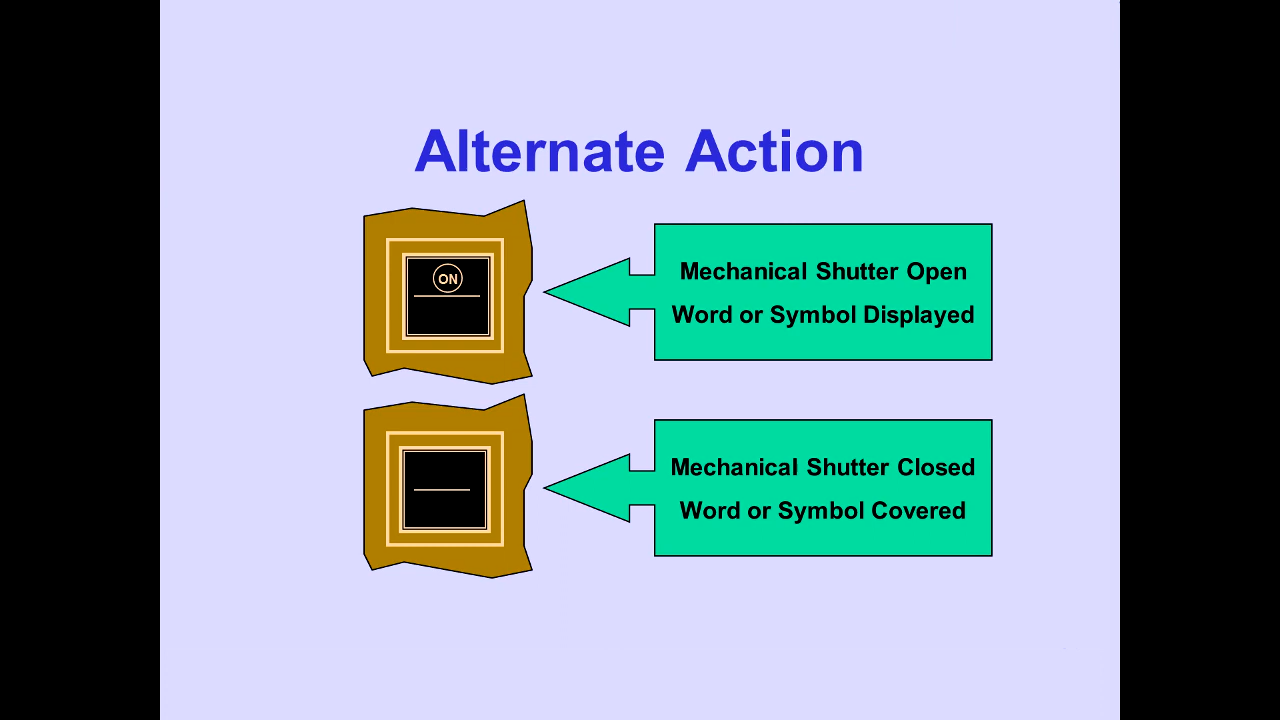 Alternate Action
ON
Mechanical Shutter Open
Word or Symbol Displayed
Mechanical Shutter Closed
Word or Symbol Covered